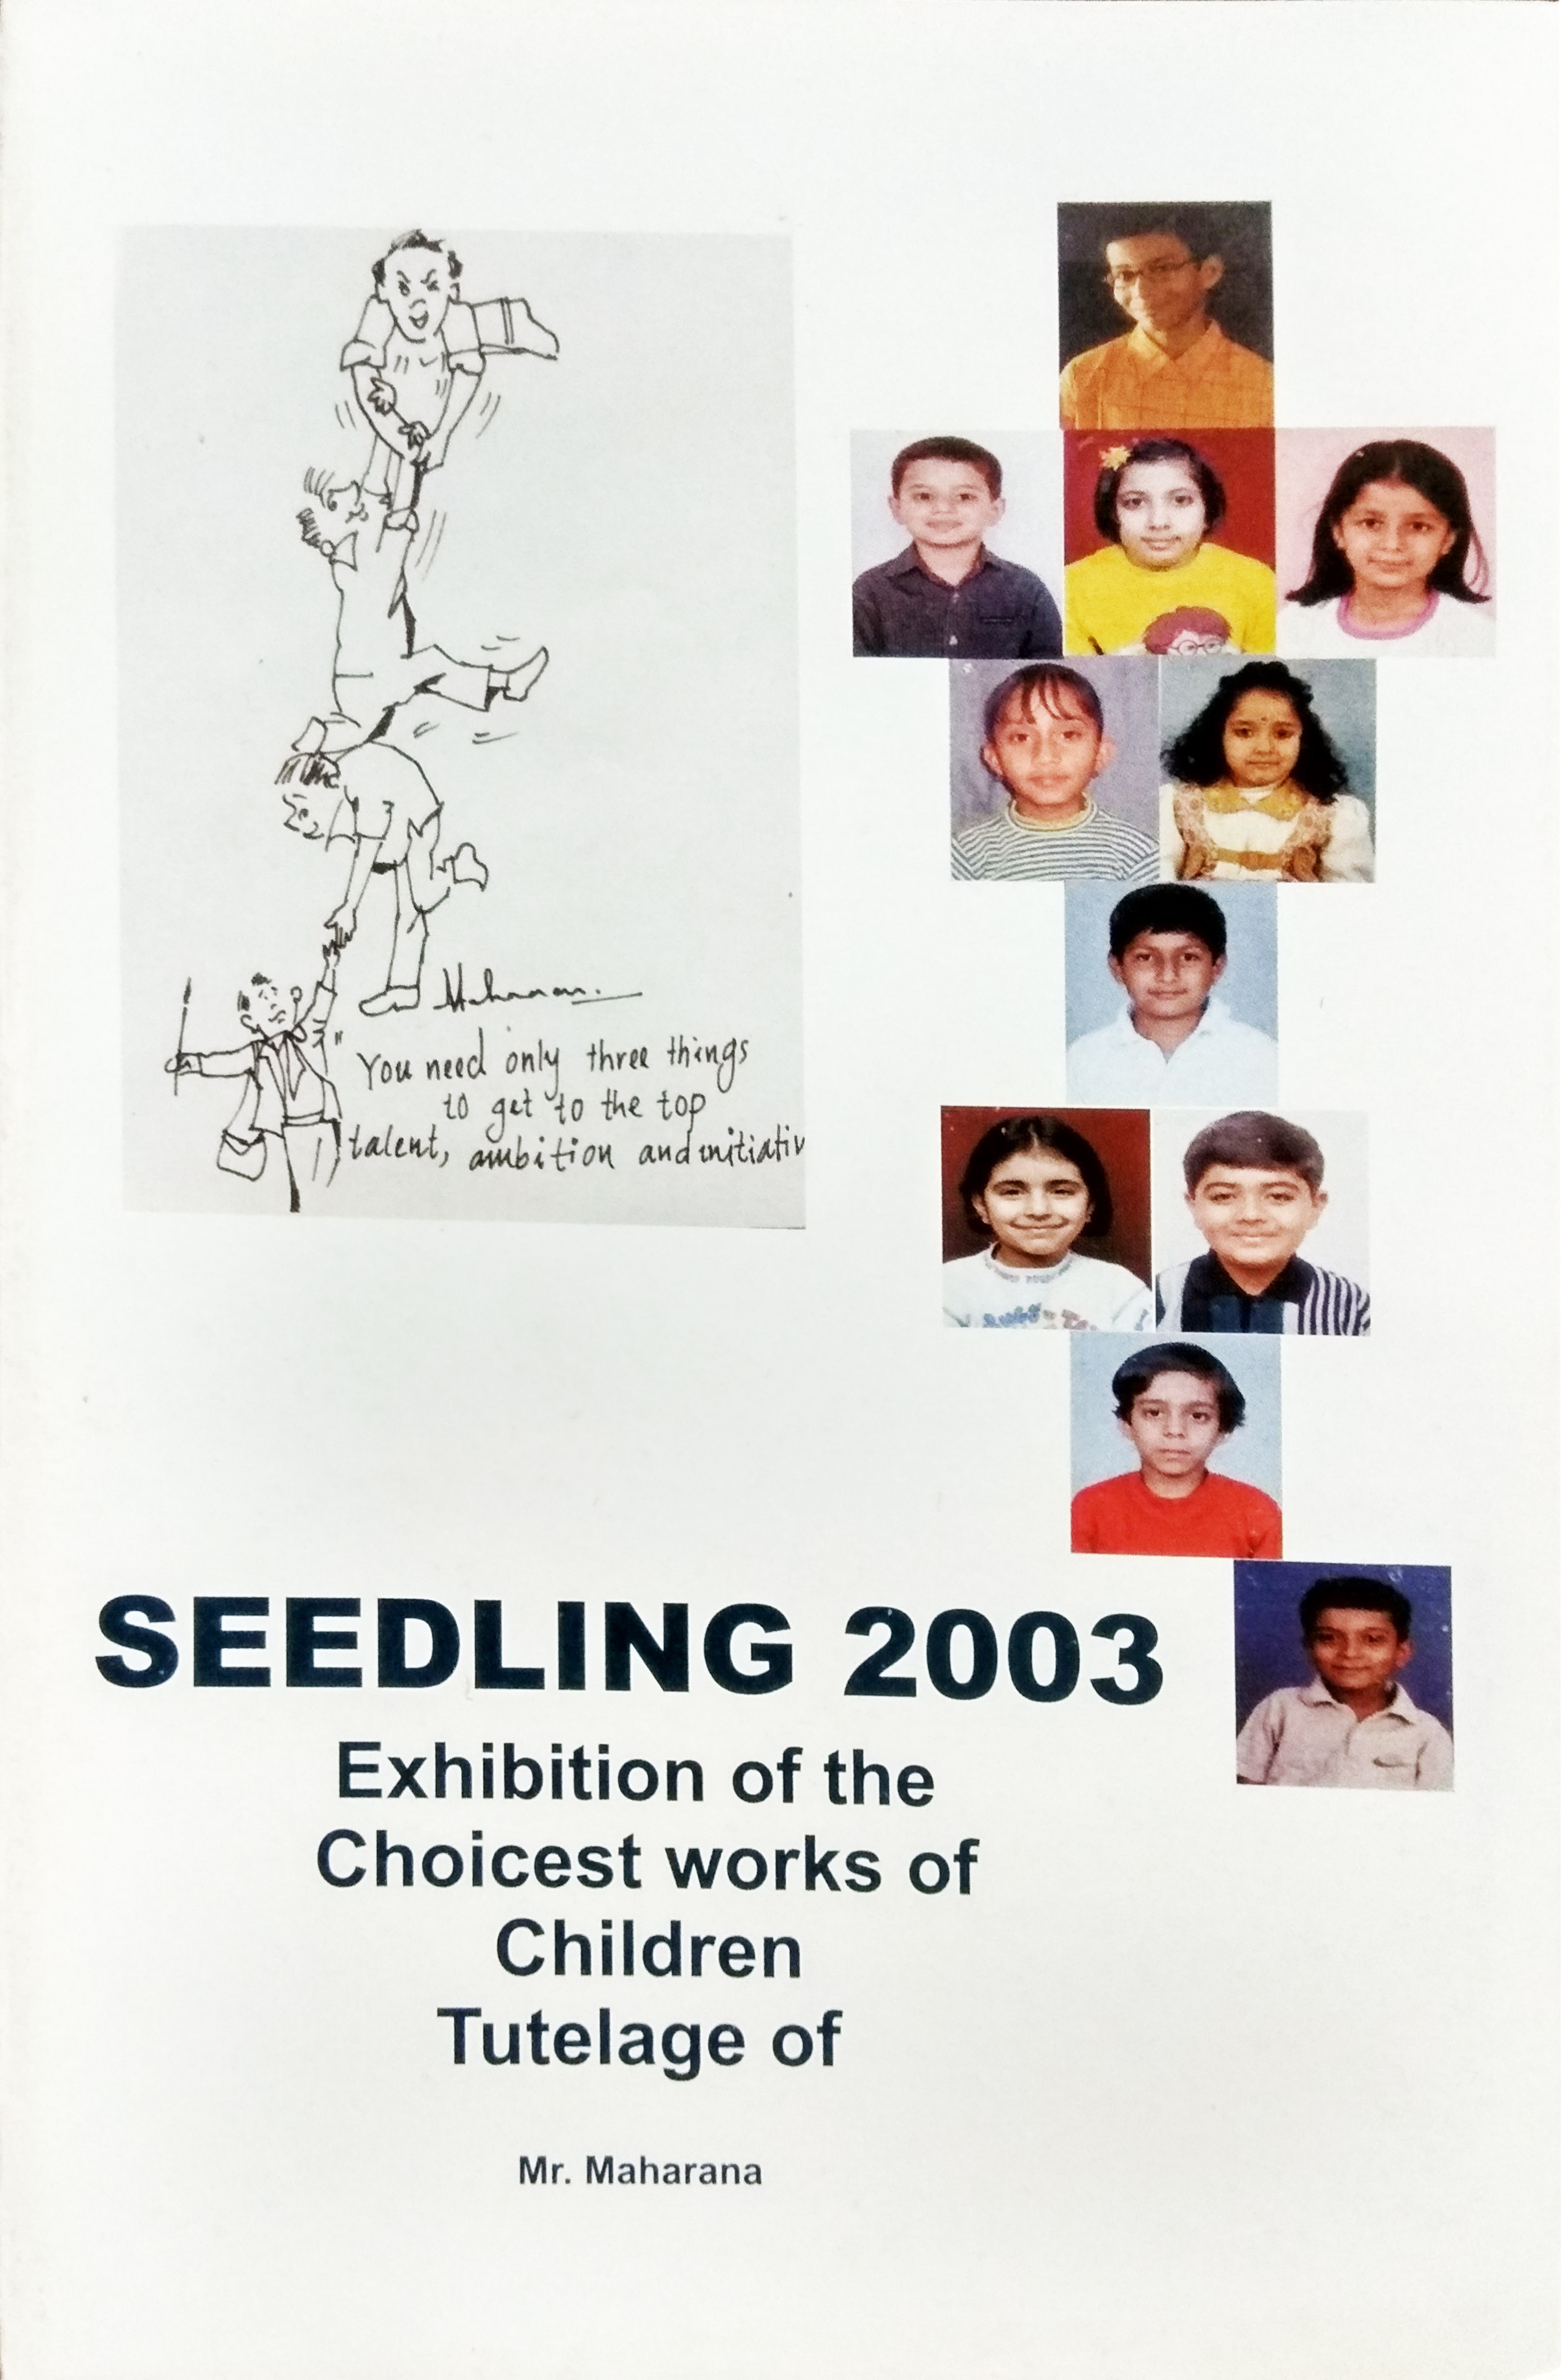 Maharana.
"You need only three things
to get to the top
talent, ambition and initiativ
SEEDLING 2003
Exhibition of the
Choicest works of
Children
Tutelage of
Mr. Maharana